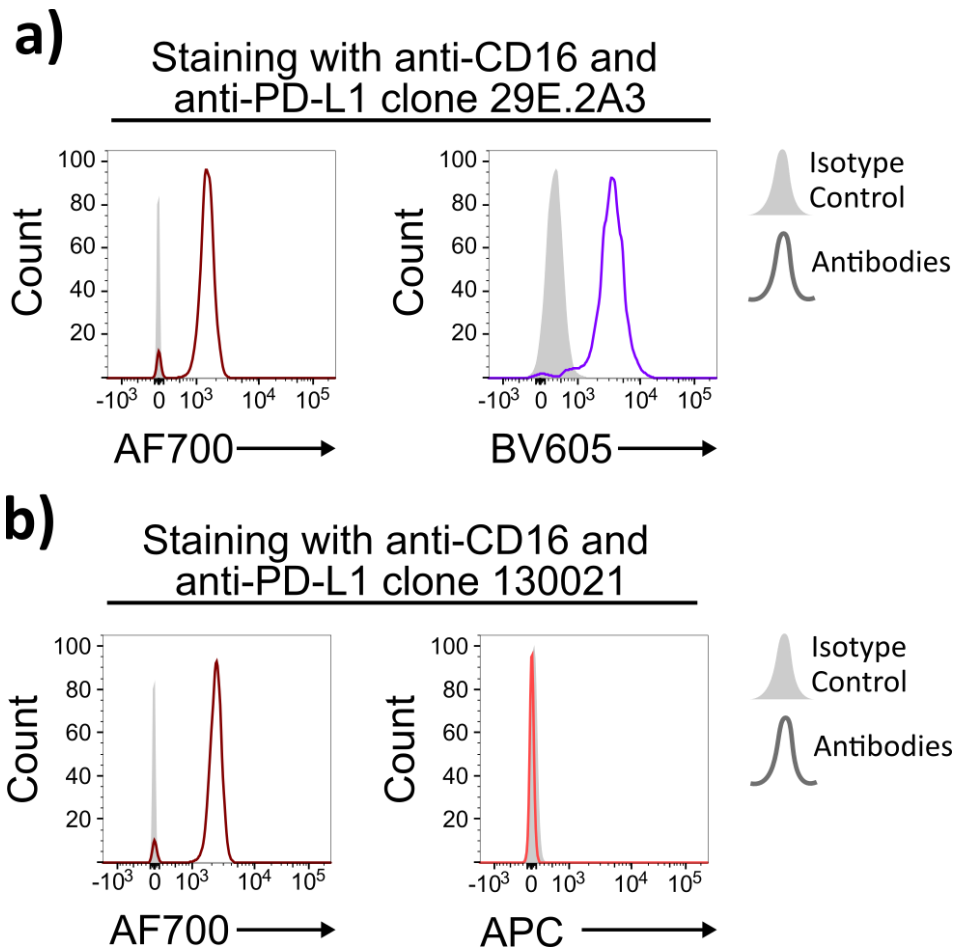 a)
Staining with anti-CD16 and
anti-PD-L1 clone 29E.2A3
Count
100
80
60
40
20
-10³ 0 10³ 10⁴ 10⁵
AF700
Count
100
80
60
40
20
-10³ 0 10³ 10⁴ 10⁵
BV605
Isotype
Control
Antibodies
b)
Staining with anti-CD16 and
anti-PD-L1 clone 130021
Count
100
80
60
40
20
-10³ 0 10³ 10⁴ 10⁵
AF700
Count
100
80
60
40
20
-10³ 0 10³ 10⁴ 10⁵
APC
Isotype
Control
Antibodies